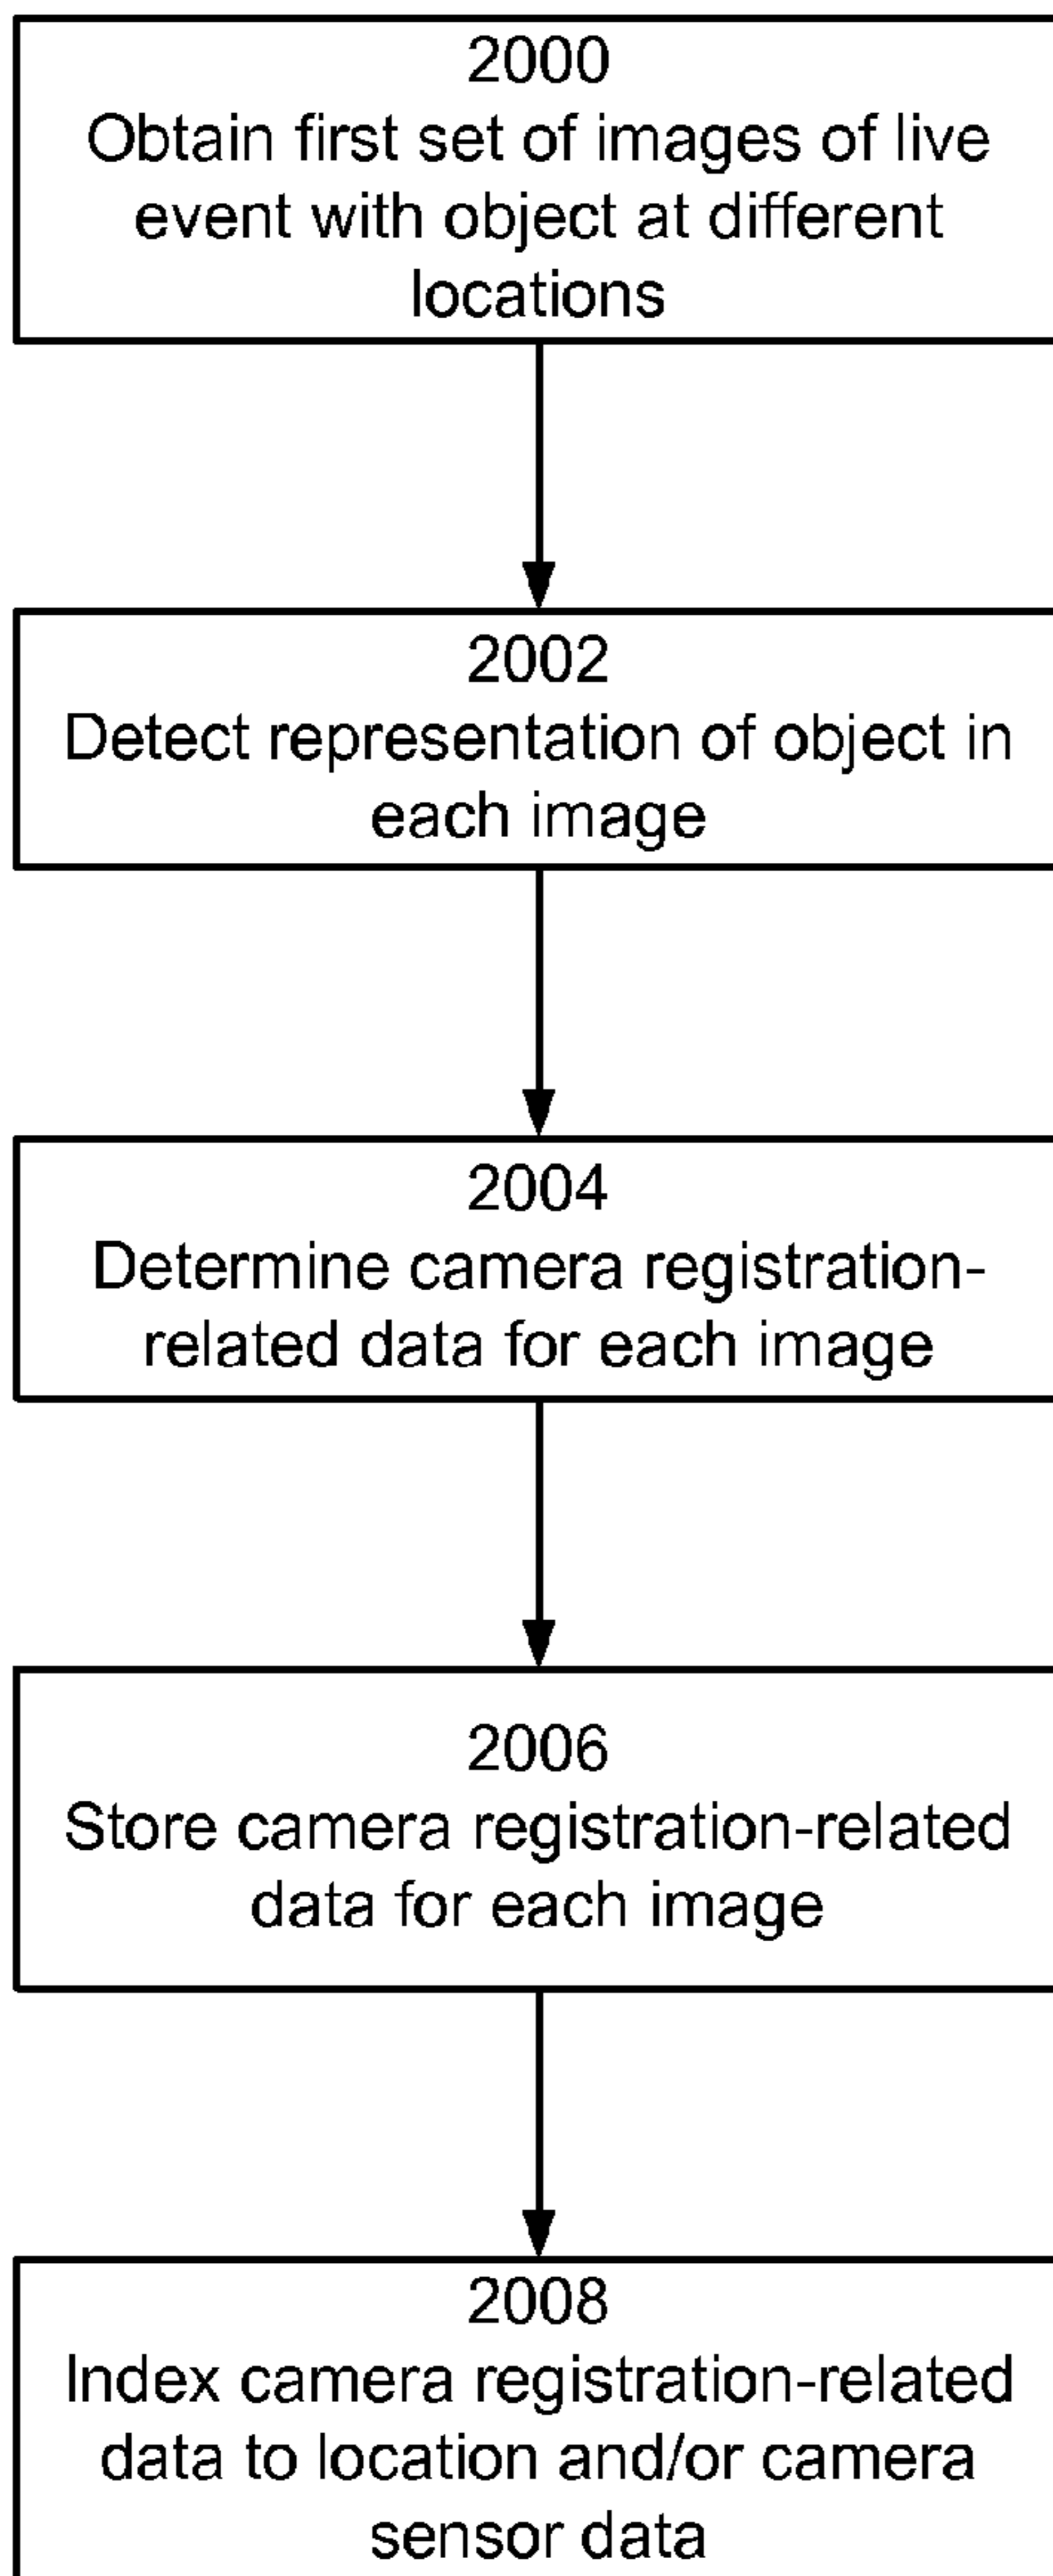 2000
Obtain first set of images of live
event with object at different
locations
2002
Detect representation of object in
each image
2004
Determine camera registration-
related data for each image
2006
Store camera registration-related
data for each image
2008
Index camera registration-related
data to location and/or camera
sensor data